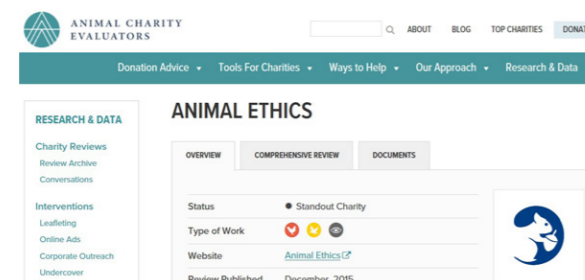 ANIMAL CHARITY
EVALUATORS
ABOUT BLOG TOP CHARITIES DONAT
Donation Advice Tools For Charities Ways to Help Our Approach Research & Data
RESEARCH & DATA
Charity Reviews
Review Archive
Conversations
Interventions
Leafleting
Online Ads
Corporate Outreach
Undercover
ANIMAL ETHICS
OVERVIEW COMPREHENSIVE REVIEW DOCUMENTS
Status Standout Charity
Type of Work
Website Animal Ethics
Review Published December, 2015